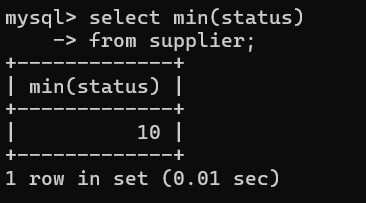 mysql> select min(status)
    -> from supplier;
+-------------+
| min(status) |
+-------------+
|          10 |
+-------------+
1 row in set (0.01 sec)